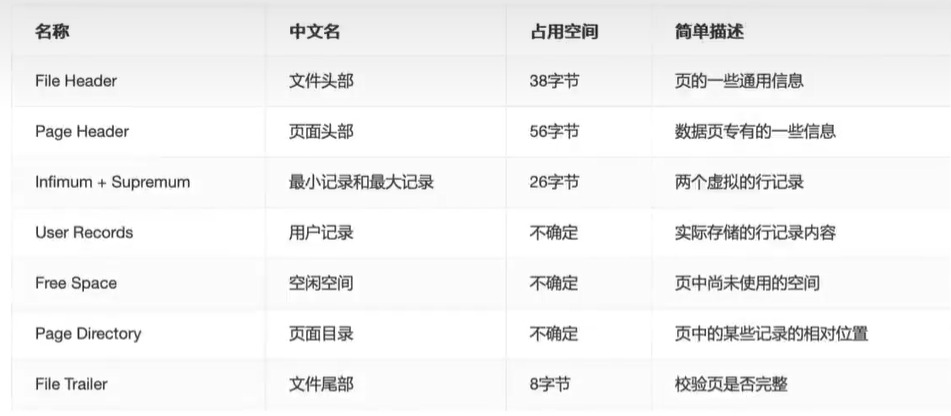 名称 中文名 占用空间 简单描述
File Header 文件头部 38字节 页的一些通用信息
Page Header 页面头部 56字节 数据页专有的一些信息
Infimum + Supremum 最小记录和最大记录 26字节 两个虚拟的行记录
User Records 用户记录 不确定 实际存储的行记录内容
Free Space 空闲空间 不确定 页中尚未使用的空间
Page Directory 页面目录 不确定 页中的某些记录的相对位置
File Trailer 文件尾部 8字节 校验页是否完整